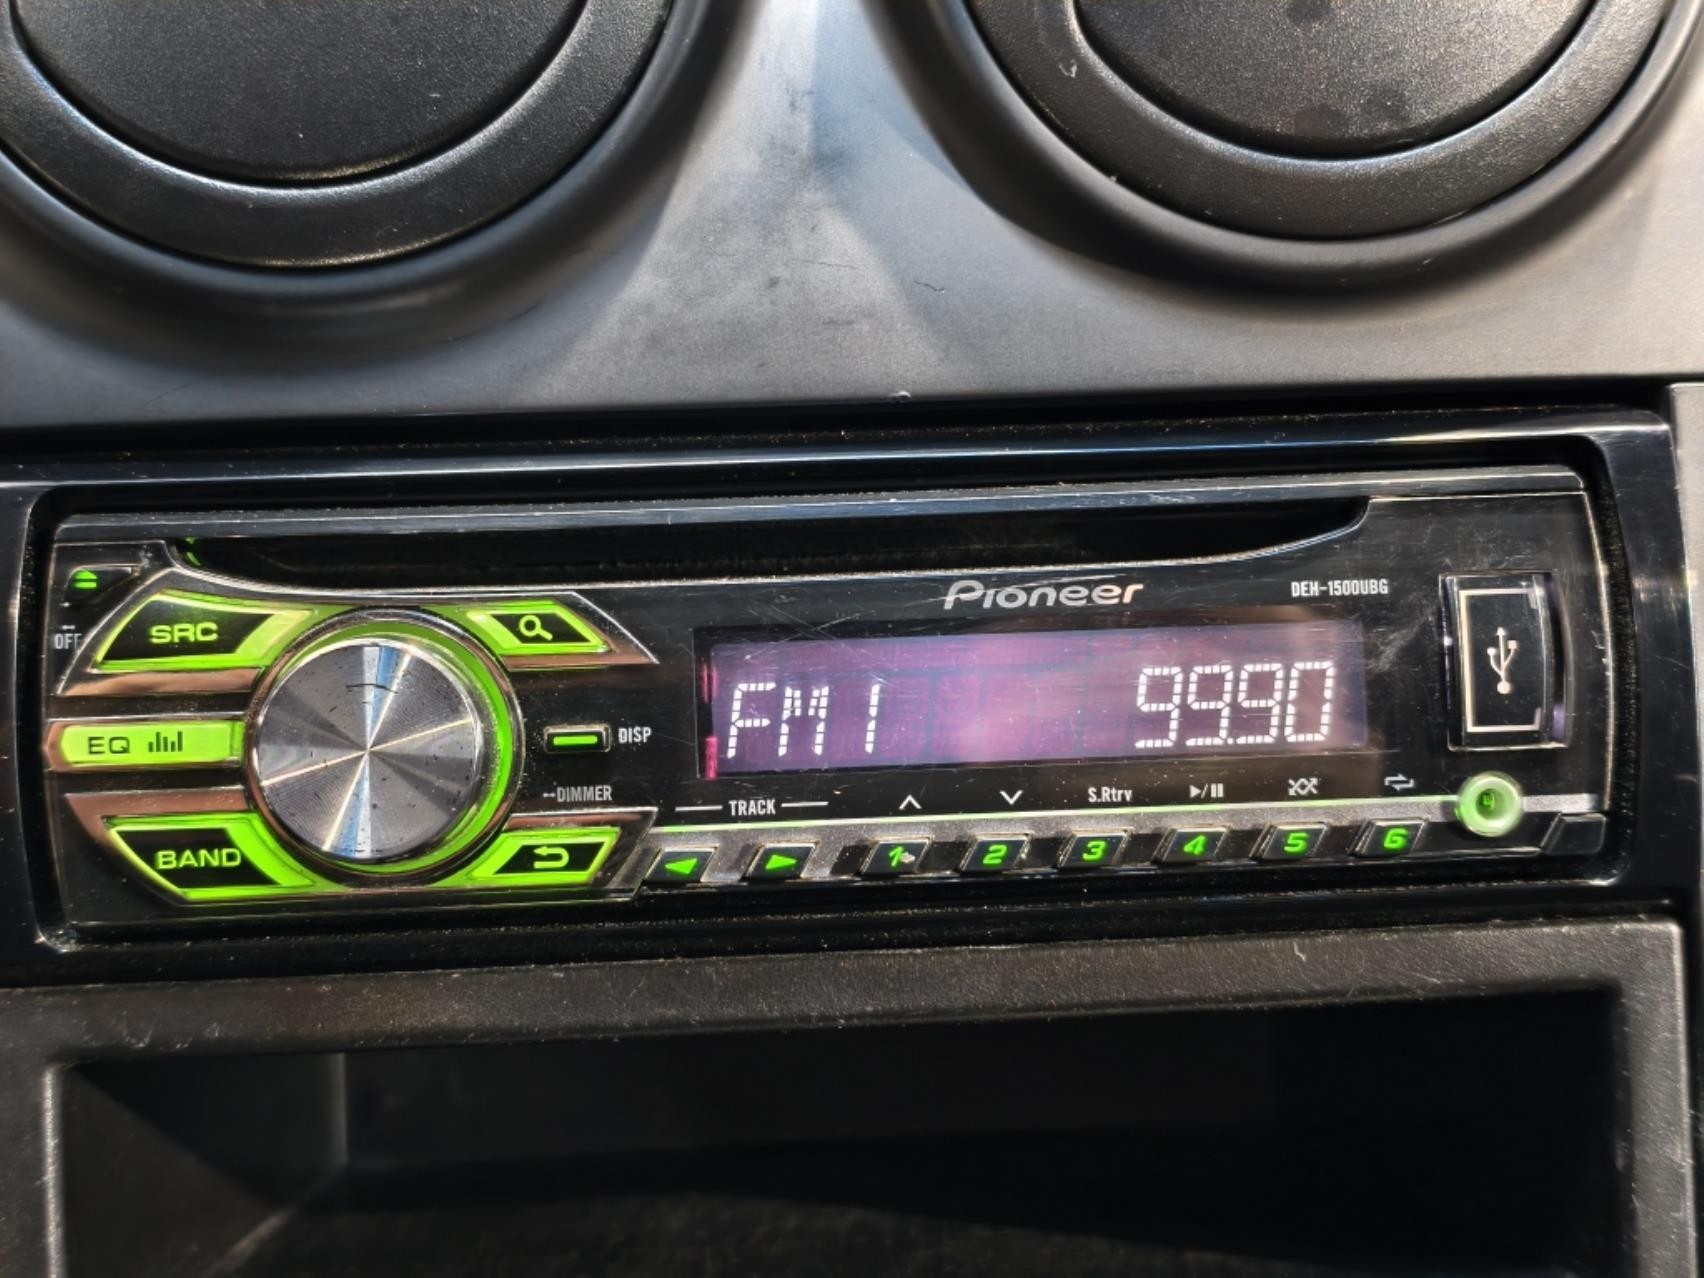 Pioneer
DEH-1500UBG
OFF
SRC
EQ
DISP
DIMMER
BAND
FM1 99.90
TRACK
S.Rtrv
1 2 3 4 5 6